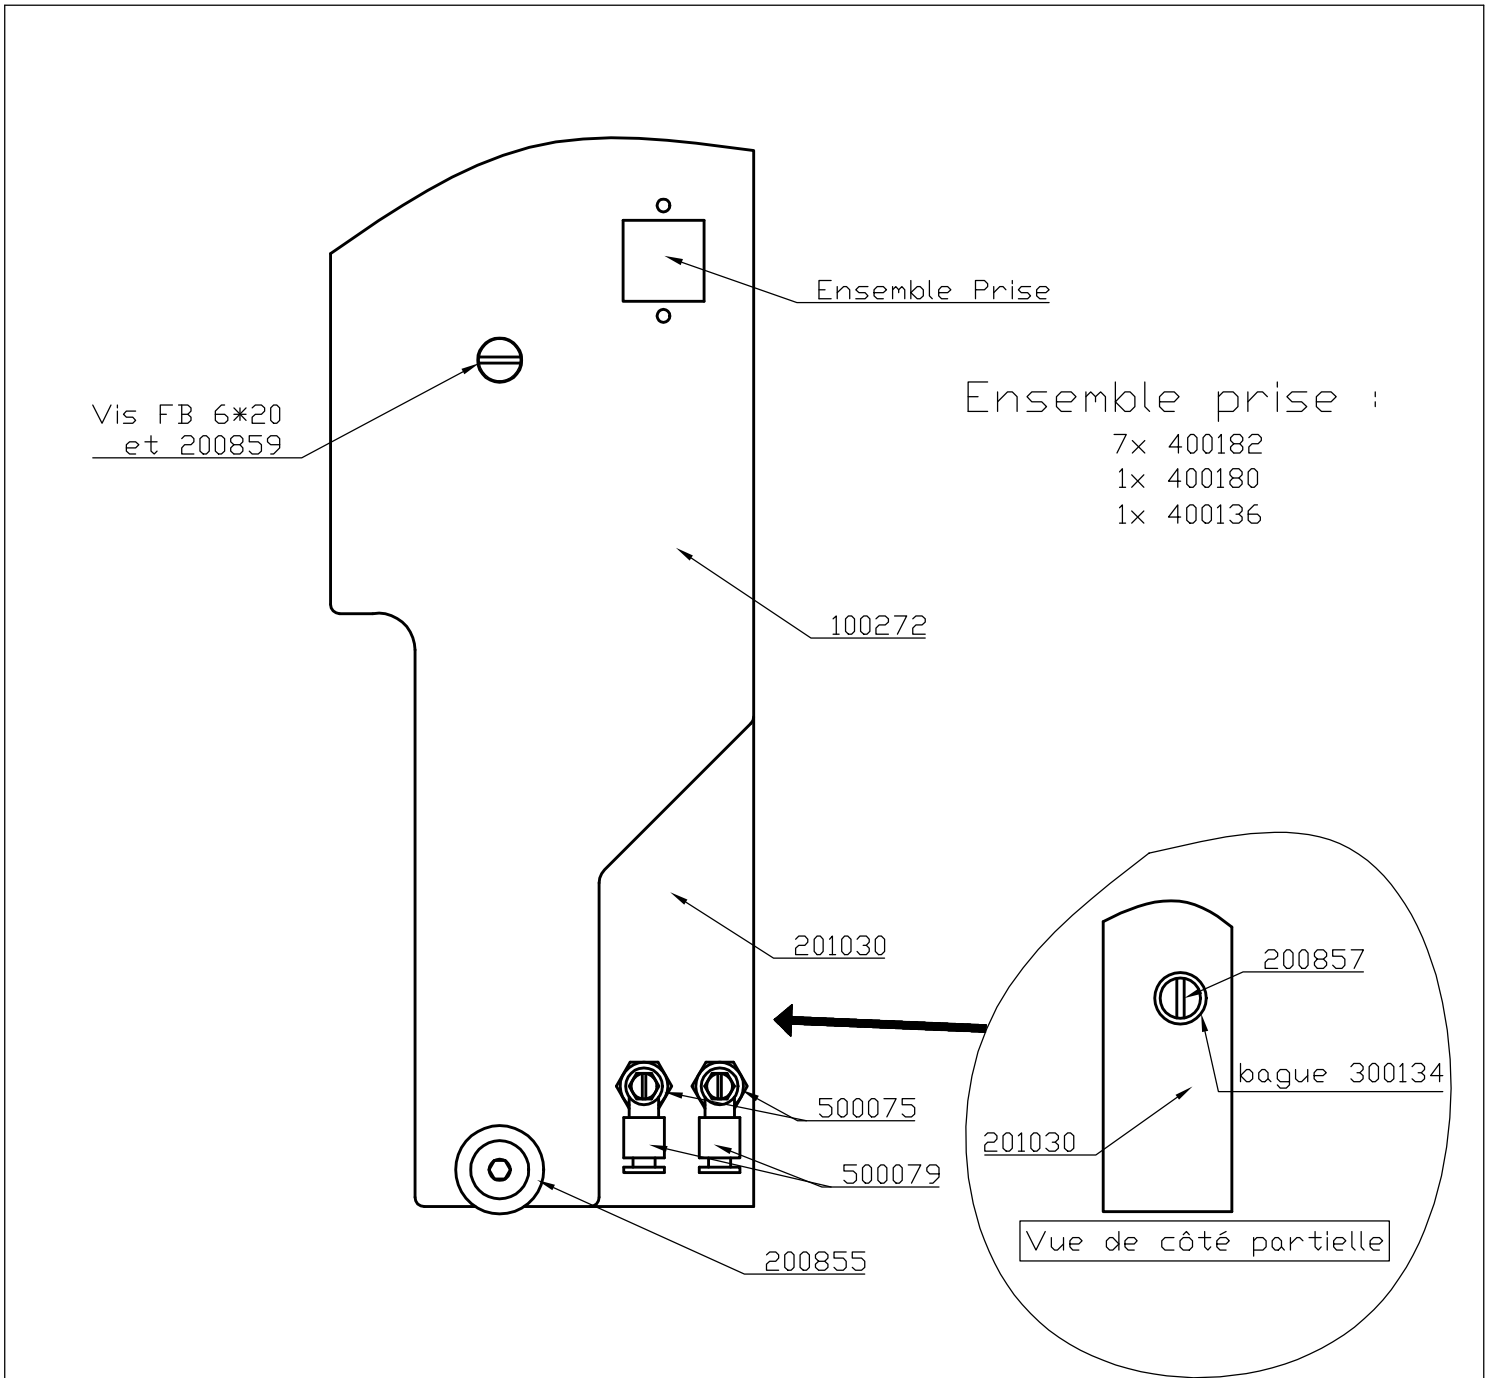 Ensemble Prise
Vis FB 6*20
et 200859
Ensemble prise :
7x 400182
1x 400180
1x 400136
100272
201030
200857
bague 300134
500075
201030
500079
Vue de côté partielle
200855